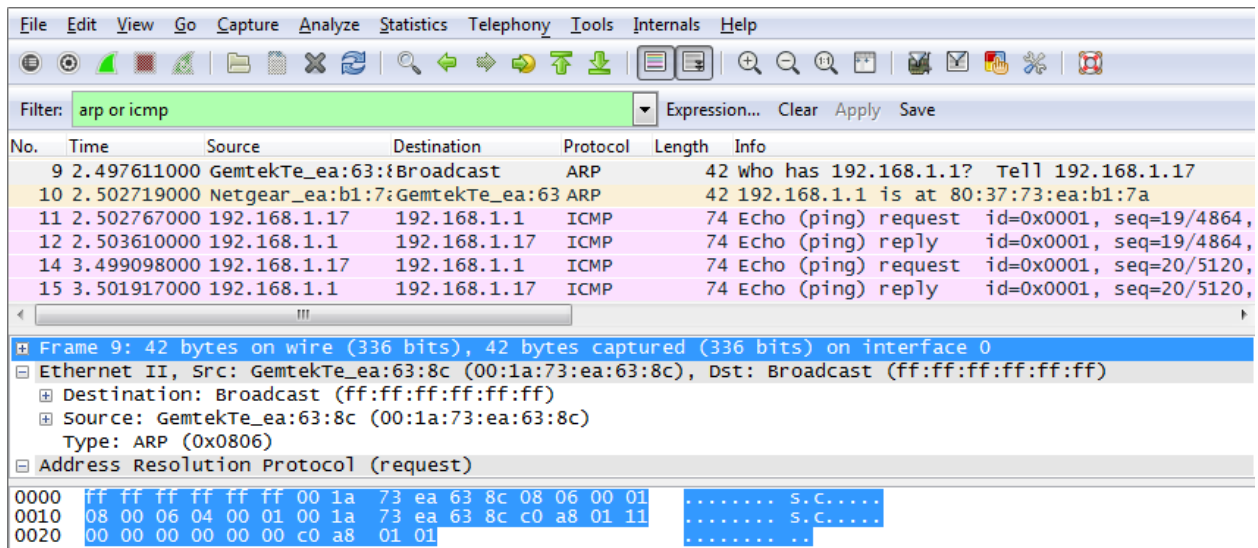 File Edit View Go Capture Analyze Statistics Telephony Tools Internals Help
Filter: arp or icmp Expression... Clear Apply Save
No. Time Source Destination Protocol Length Info
9 2.497611000 GemtekTe_ea:63:8 Broadcast ARP 42 Who has 192.168.1.1? Tell 192.168.1.17
10 2.502719000 Netgear_ea:b1:7a GemtekTe_ea:63 ARP 42 192.168.1.1 is at 80:37:73:ea:b1:7a
11 2.502767000 192.168.1.17 192.168.1.1 ICMP 74 Echo (ping) request id=0x0001, seq=19/4864,
12 2.503610000 192.168.1.1 192.168.1.17 ICMP 74 Echo (ping) reply id=0x0001, seq=19/4864,
14 3.499098000 192.168.1.17 192.168.1.1 ICMP 74 Echo (ping) request id=0x0001, seq=20/5120,
15 3.501917000 192.168.1.1 192.168.1.17 ICMP 74 Echo (ping) reply id=0x0001, seq=20/5120,
Frame 9: 42 bytes on wire (336 bits), 42 bytes captured (336 bits) on interface 0
Ethernet II, Src: GemtekTe_ea:63:8c (00:1a:73:ea:63:8c), Dst: Broadcast (ff:ff:ff:ff:ff:ff)
Destination: Broadcast (ff:ff:ff:ff:ff:ff)
Source: GemtekTe_ea:63:8c (00:1a:73:ea:63:8c)
Type: ARP (0x0806)
Address Resolution Protocol (request)
0000 ff ff ff ff ff ff 00 1a 73 ea 63 8c 08 06 00 01 ........ s.c.....
0010 08 00 06 04 00 01 00 1a 73 ea 63 8c c0 a8 01 11 ........ s.c.....
0020 00 00 00 00 00 00 c0 a8 01 01 ........ ..